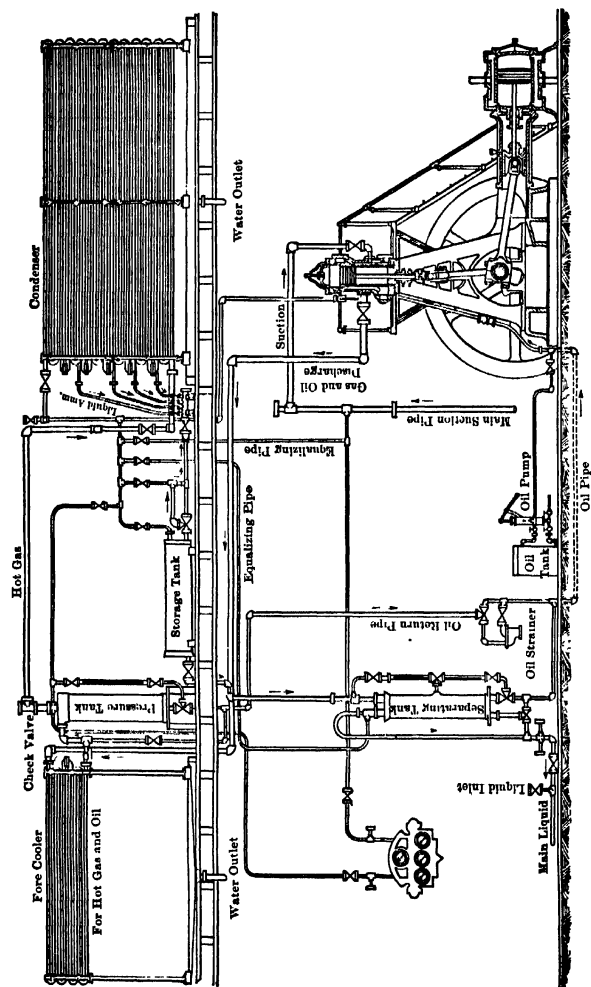 Condenser
Water Outlet
Liquid Amm.
Suction
Gas and Oil
Discharge
Main Suction Pipe
Equalizing Pipe
Equalizing Pipe
Hot Gas
Storage Tank
Oil Pump
Oil
Tank
Oil Pipe
Oil Return Pipe
Oil Strainer
Check Valve
Pressure Tank
Separating Tank
Fore Cooler
For Hot Gas and Oil
Water Outlet
Liquid Inlet
Main Liquid